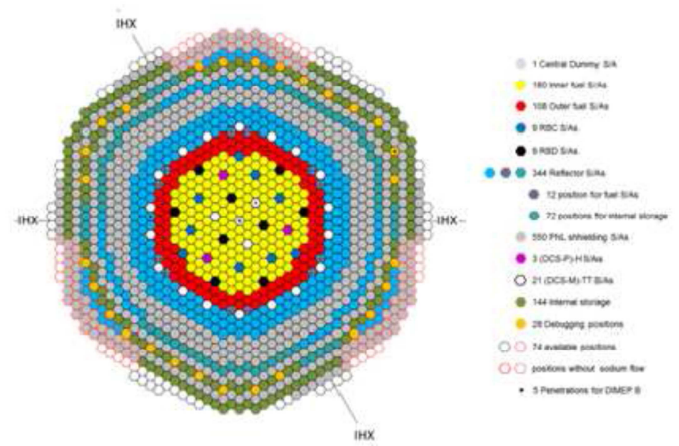 IHX
1 Central Dummy S/A
180 Inner fuel S/As
108 Outer fuel S/As
9 RBC S/As
9 RBD S/As
344 Reflector S/As
12 position for fuel S/As
72 positions for internal storage
-IHX
IHX-
550 PNL shielding S/As
3 (DCS-P)-H S/As
21 (DCS-M)-TT S/As
144 Internal storage
28 Debugging positions
74 available positions
positions without sodium flow
5 Penetrations for DIMEP B
IHX